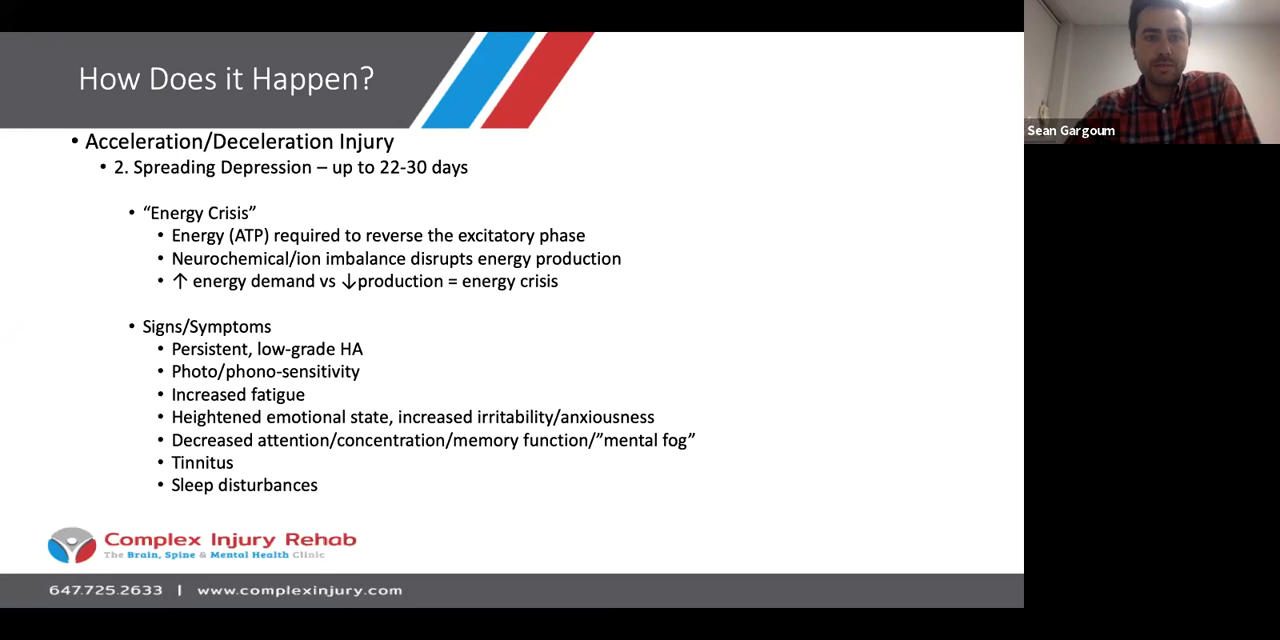 How Does it Happen?
• Acceleration/Deceleration Injury
• 2. Spreading Depression – up to 22-30 days
• “Energy Crisis”
• Energy (ATP) required to reverse the excitatory phase
• Neurochemical/ion imbalance disrupts energy production
• ↑ energy demand vs ↓production = energy crisis
• Signs/Symptoms
• Persistent, low-grade HA
• Photo/phono-sensitivity
• Increased fatigue
• Heightened emotional state, increased irritability/anxiousness
• Decreased attention/concentration/memory function/”mental fog”
• Tinnitus
• Sleep disturbances
Complex Injury Rehab
The Brain, Spine & Mental Health Clinic
647.725.2633 | www.complexinjury.com
Sean Gargoum